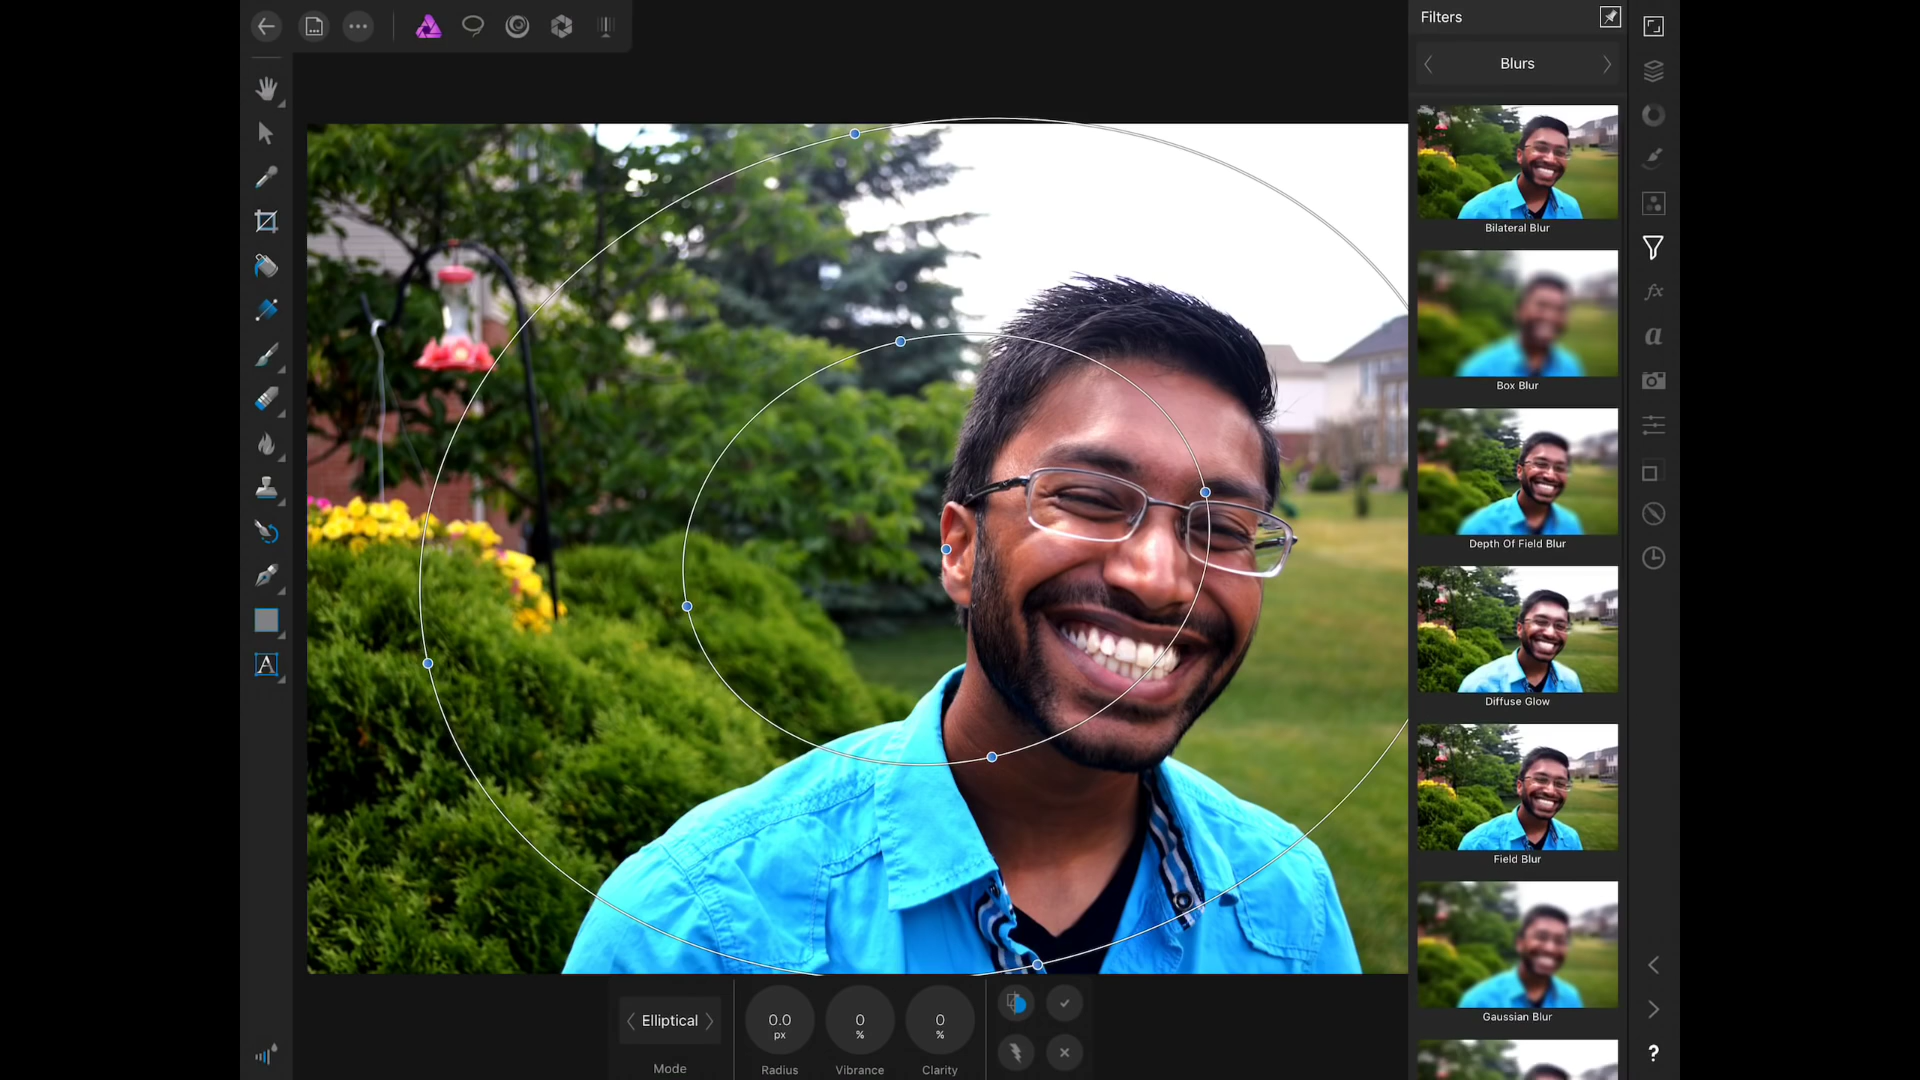 Filters
Blurs
Bilateral Blur
Box Blur
Depth Of Field Blur
Diffuse Glow
Field Blur
Gaussian Blur
fx
a
A
Elliptical
Mode
0.0
px
Radius
0
%
Vibrance
0
%
Clarity
?